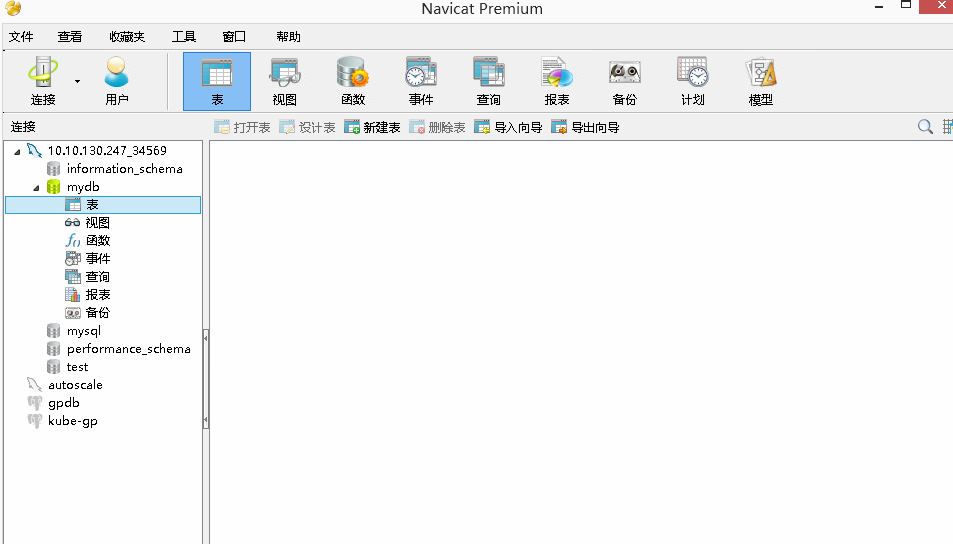 Navicat Premium
文件 查看 收藏夹 工具 窗口 帮助
连接 用户 表 视图 函数 事件 查询 报表 备份 计划 模型
连接 打开表 设计表 新建表 删除表 导入向导 导出向导
10.10.130.247_34569
information_schema
mydb
表
视图
函数
事件
查询
报表
备份
mysql
performance_schema
test
autoscale
gpdb
kube-gp